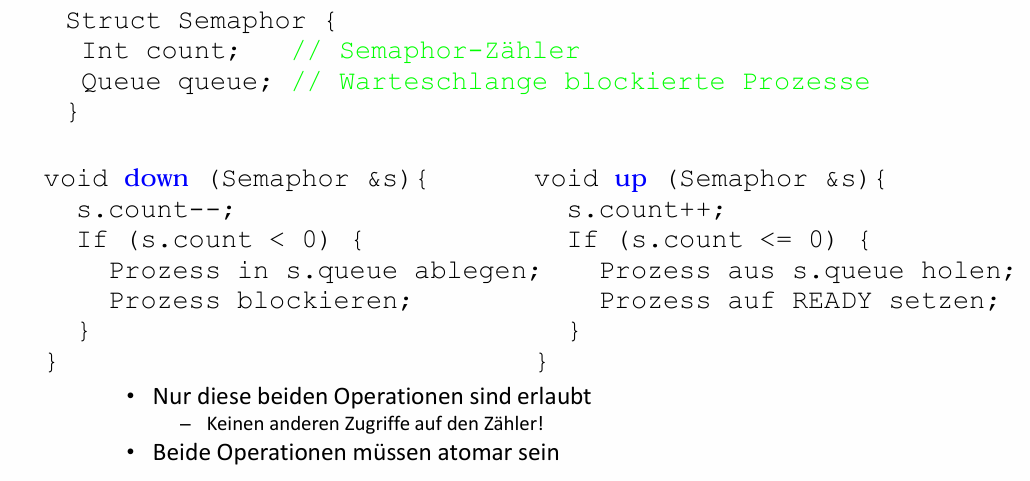 Struct Semaphor {
Int count; // Semaphor-Zähler
Queue queue; // Warteschlange blockierte Prozesse
}
void down (Semaphor &s){
s.count--;
If (s.count < 0) {
Prozess in s.queue ablegen;
Prozess blockieren;
}
}
void up (Semaphor &s){
s.count++;
If (s.count <= 0) {
Prozess aus s.queue holen;
Prozess auf READY setzen;
}
}
• Nur diese beiden Operationen sind erlaubt
– Keinen anderen Zugriffe auf den Zähler!
• Beide Operationen müssen atomar sein